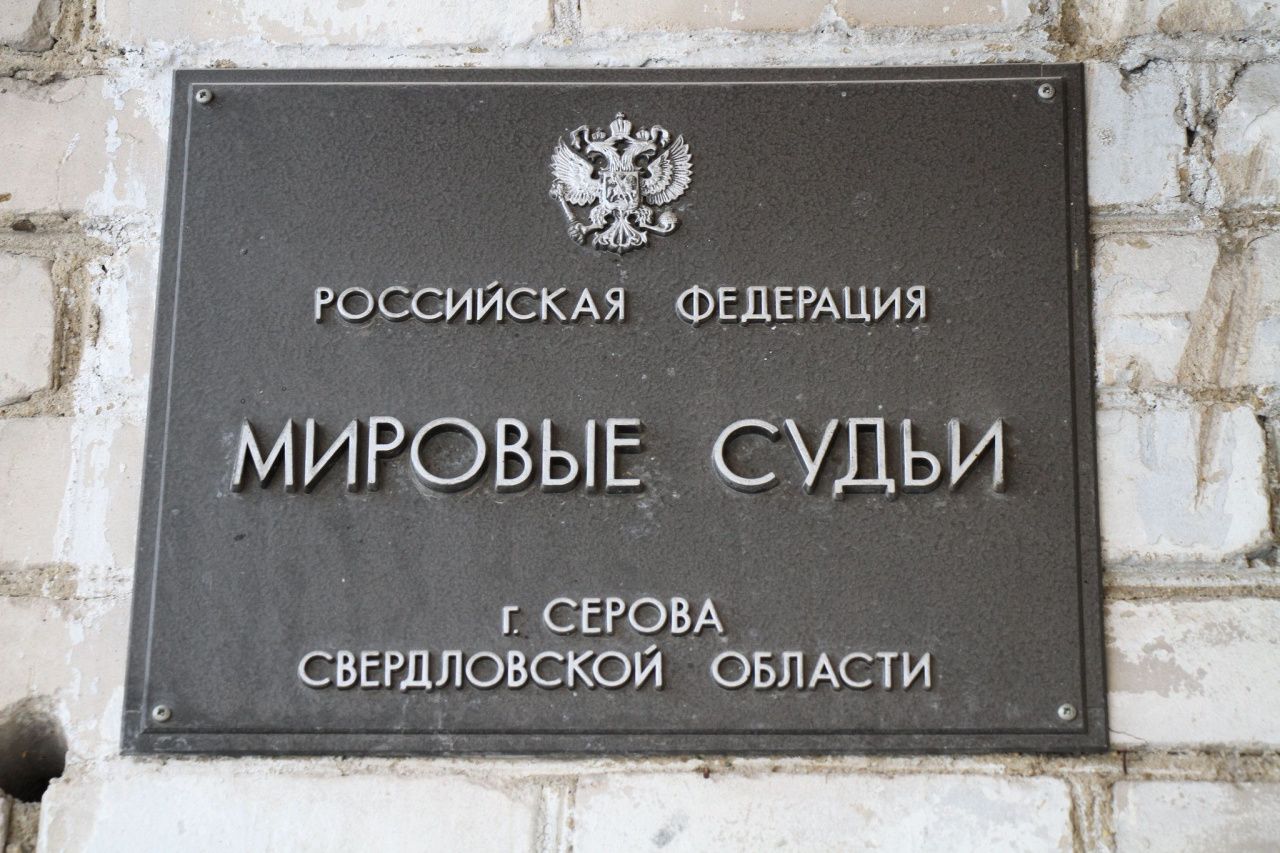 РОССИЙСКАЯ ФЕДЕРАЦИЯ
МИРОВЫЕ СУДЬИ
г. СЕРОВА
СВЕРДЛОВСКОЙ ОБЛАСТИ